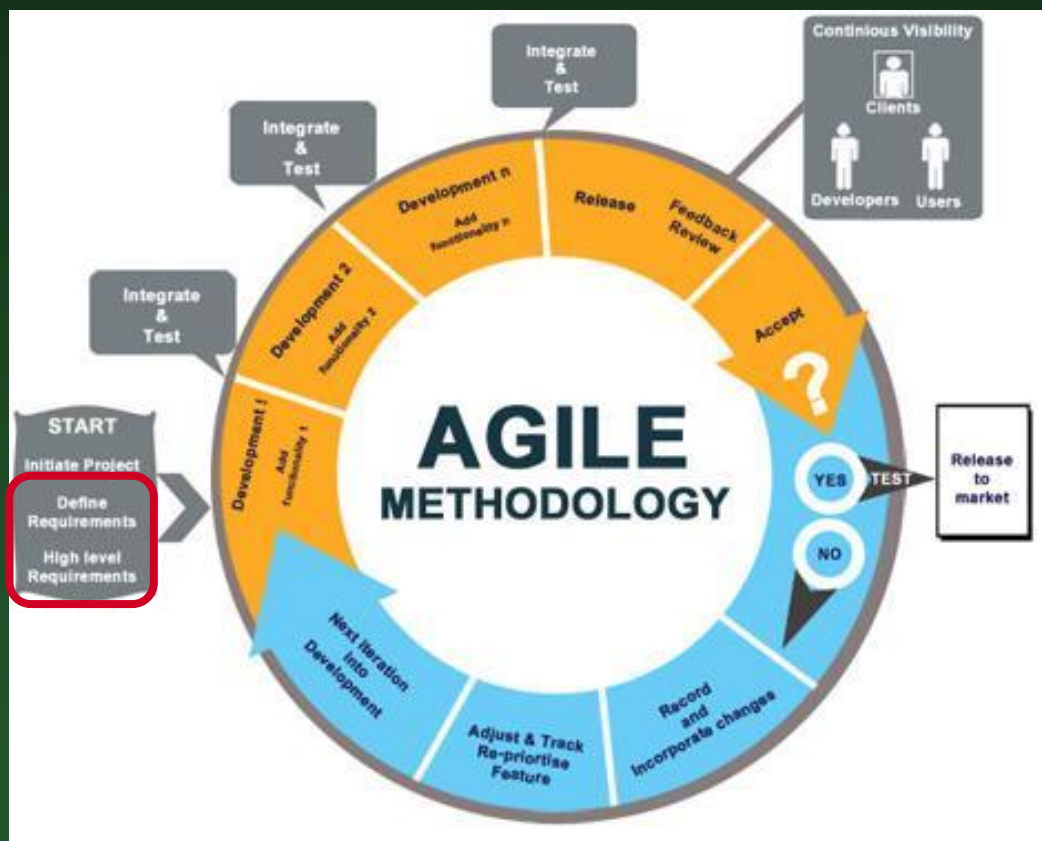 Continious Visibility
Clients
Developers
Users
Integrate
&
Test
Integrate
&
Test
Integrate
&
Test
START
Initiate Project
Define
Requirements
High level
Requirements
Development 1
Add
functionality 1
Development 2
Add
functionality 2
Development n
Add
functionality n
Release
Feedback
Review
Accept
?
YES
TEST
Release
to
market
NO
Record
and
Incorporate changes
Adjust & Track
Re-priortise
Feature
Next iteration
into
Development
AGILE
METHODOLOGY